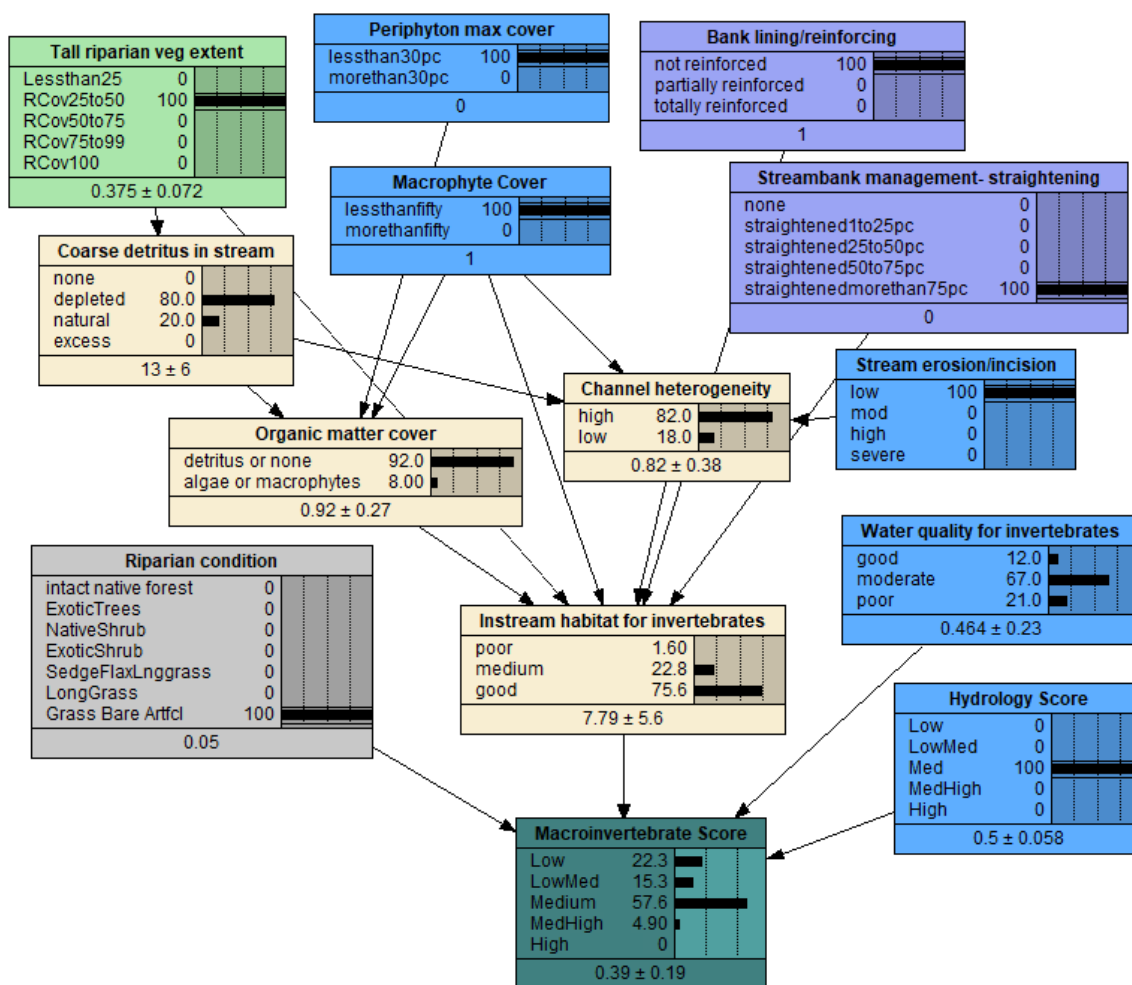 Periphyton max cover
lessthan30pc 100
morethan30pc 0
0
Bank lining/reinforcing
not reinforced 100
partially reinforced 0
totally reinforced 0
1
Tall riparian veg extent
Lessthan25 0
RCov25to50 100
RCov50to75 0
RCov75to99 0
RCov100 0
0.375 ± 0.072
Macrophyte Cover
lessthanfifty 100
morethanfifty 0
1
Streambank management- straightening
none 0
straightened1to25pc 0
straightened25to50pc 0
straightened50to75pc 0
straightenedmorethan75pc 100
0
Coarse detritus in stream
none 0
depleted 80.0
natural 20.0
excess 0
13 ± 6
Stream erosion/incision
low 100
mod 0
high 0
severe 0
Channel heterogeneity
high 82.0
low 18.0
0.82 ± 0.38
Organic matter cover
detritus or none 92.0
algae or macrophytes 8.00
0.92 ± 0.27
Water quality for invertebrates
good 12.0
moderate 67.0
poor 21.0
0.464 ± 0.23
Riparian condition
intact native forest 0
ExoticTrees 0
NativeShrub 0
ExoticShrub 0
SedgeFlaxLnggrass 0
LongGrass 0
Grass Bare Artfcl 100
0.05
Instream habitat for invertebrates
poor 1.60
medium 22.8
good 75.6
7.79 ± 5.6
Hydrology Score
Low 0
LowMed 0
Med 100
MedHigh 0
High 0
0.5 ± 0.058
Macroinvertebrate Score
Low 22.3
LowMed 15.3
Medium 57.6
MedHigh 4.90
High 0
0.39 ± 0.19